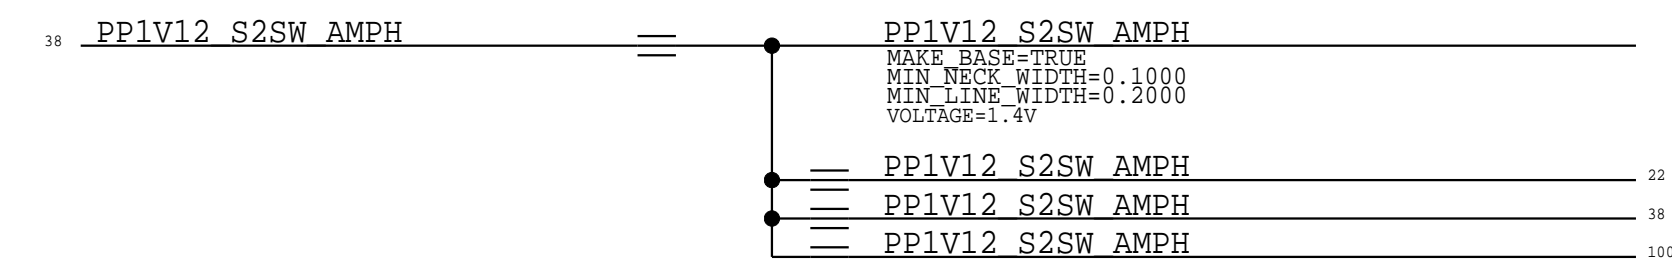 38 PP1V12_S2SW_AMPH PP1V12_S2SW_AMPH
MAKE_BASE=TRUE
MIN_NECK_WIDTH=0.1000
MIN_LINE_WIDTH=0.2000
VOLTAGE=1.4V
PP1V12_S2SW_AMPH 22
PP1V12_S2SW_AMPH 38
PP1V12_S2SW_AMPH 100